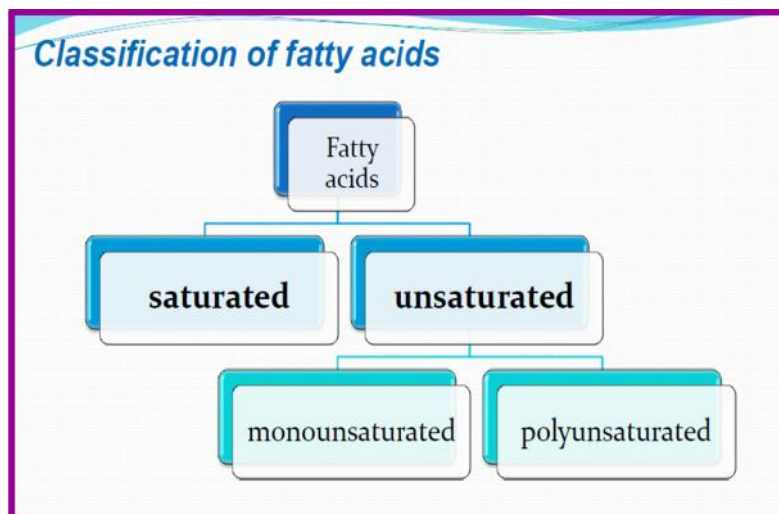 Classification of fatty acids
Fatty
acids
saturated
unsaturated
monounsaturated
polyunsaturated